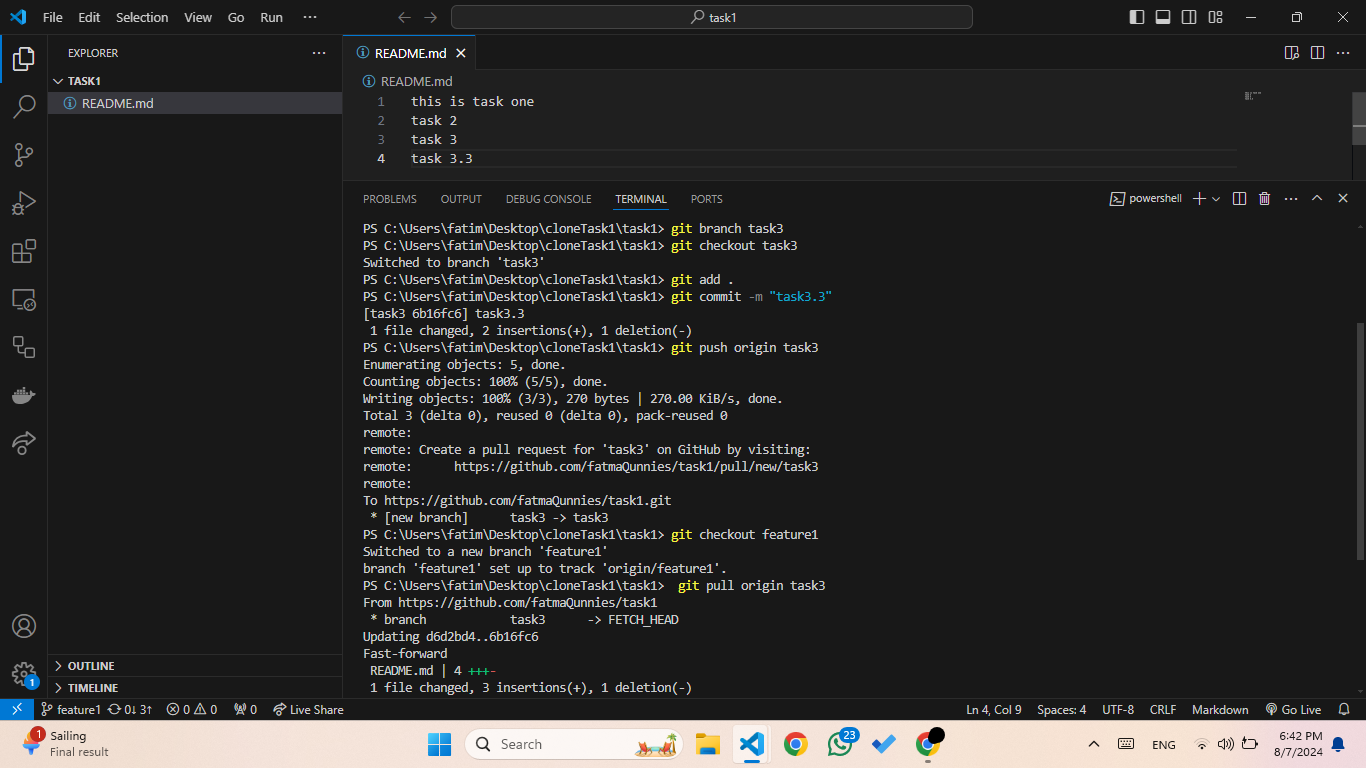 File Edit Selection View Go Run ··· task1
EXPLORER ···
TASK1
README.md
OUTLINE
TIMELINE
README.md
README.md
1 this is task one
2 task 2
3 task 3
4 task 3.3
PROBLEMS OUTPUT DEBUG CONSOLE TERMINAL PORTS powershell
PS C:\Users\fatim\Desktop\cloneTask1\task1> git branch task3
PS C:\Users\fatim\Desktop\cloneTask1\task1> git checkout task3
Switched to branch 'task3'
PS C:\Users\fatim\Desktop\cloneTask1\task1> git add .
PS C:\Users\fatim\Desktop\cloneTask1\task1> git commit -m "task3.3"
[task3 6b16fc6] task3.3
 1 file changed, 2 insertions(+), 1 deletion(-)
PS C:\Users\fatim\Desktop\cloneTask1\task1> git push origin task3
Enumerating objects: 5, done.
Counting objects: 100% (5/5), done.
Writing objects: 100% (3/3), 270 bytes | 270.00 KiB/s, done.
Total 3 (delta 0), reused 0 (delta 0), pack-reused 0
remote:
remote: Create a pull request for 'task3' on GitHub by visiting:
remote:      https://github.com/fatmaQunnies/task1/pull/new/task3
remote:
To https://github.com/fatmaQunnies/task1.git
 * [new branch]      task3 -> task3
PS C:\Users\fatim\Desktop\cloneTask1\task1> git checkout feature1
Switched to a new branch 'feature1'
branch 'feature1' set up to track 'origin/feature1'.
PS C:\Users\fatim\Desktop\cloneTask1\task1>  git pull origin task3
From https://github.com/fatmaQunnies/task1
 * branch            task3      -> FETCH_HEAD
Updating d6d2bd4..6b16fc6
Fast-forward
 README.md | 4 +++-
 1 file changed, 3 insertions(+), 1 deletion(-)
1
feature1 0↓ 3↑ 0 0 0 Live Share Ln 4, Col 9 Spaces: 4 UTF-8 CRLF Markdown Go Live
1 Sailing
Final result
Search
23
ENG
6:42 PM
8/7/2024